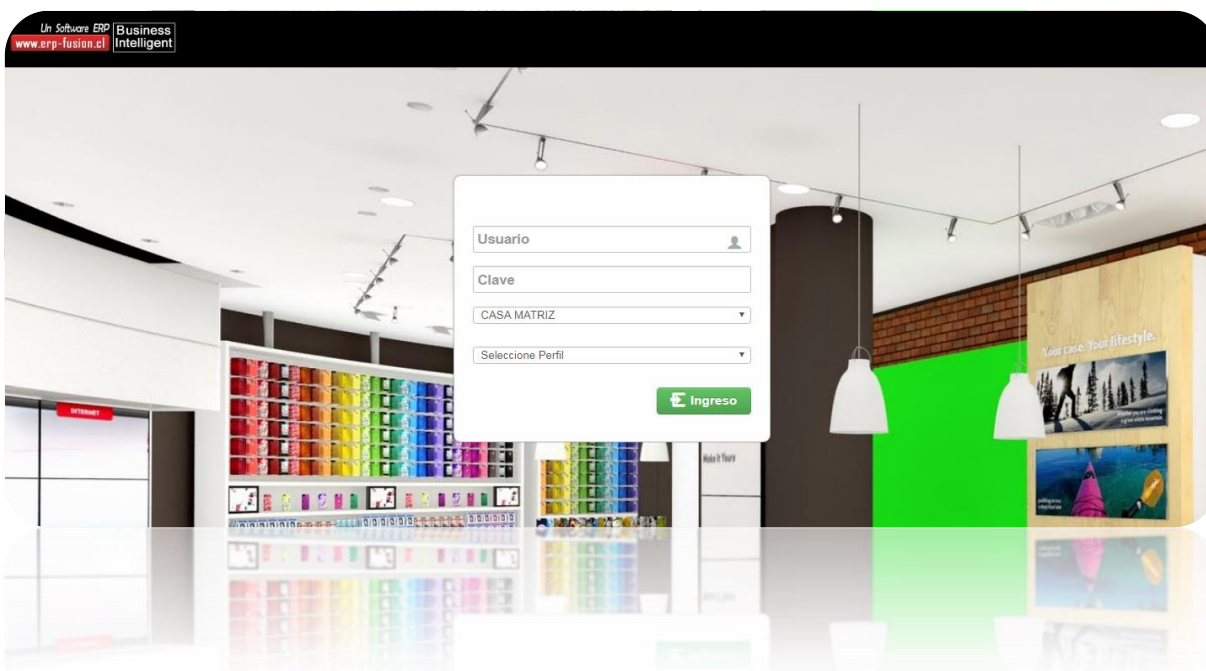 Un Software ERP
www.erp-fusion.cl
Business
Intelligent
Usuario
Clave
CASA MATRIZ
Seleccione Perfil
Ingreso
INTERNET
Make It Yours
Your case. Your lifestyle.